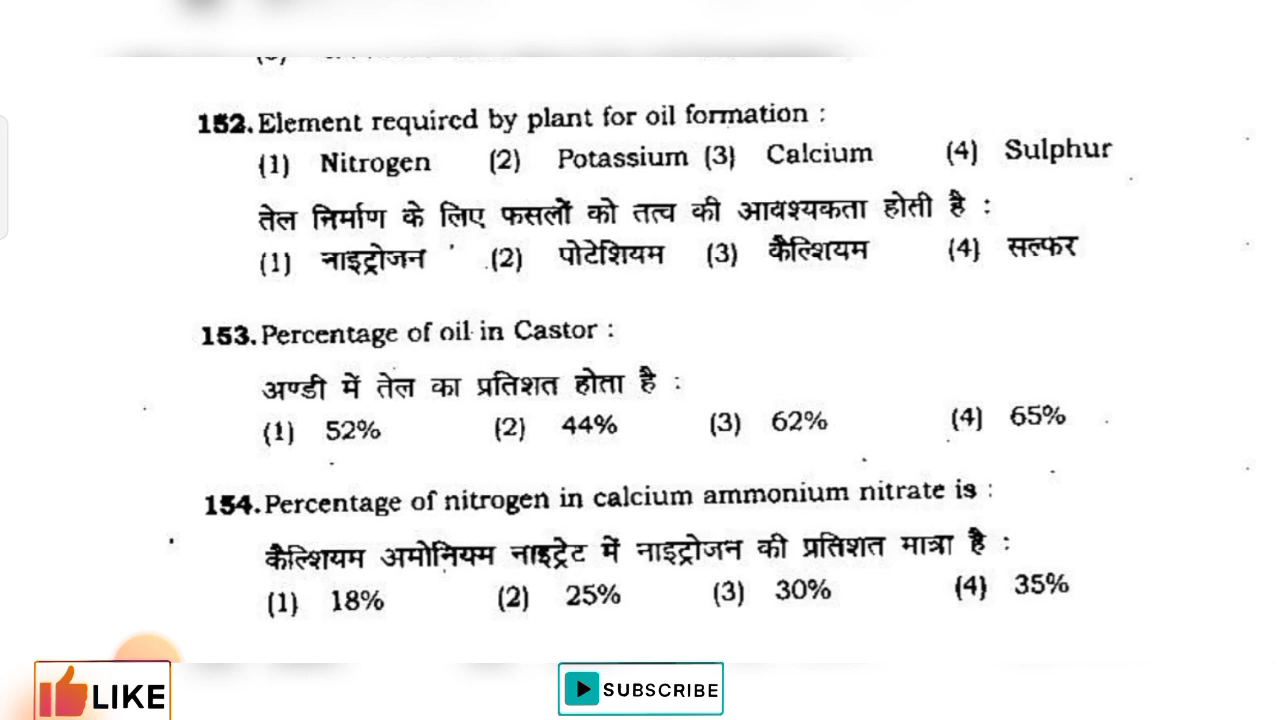 152. Element required by plant for oil formation :
(1) Nitrogen (2) Potassium (3) Calcium (4) Sulphur
तेल निर्माण के लिए फसलों को तत्व की आवश्यकता होती है :
(1) नाइट्रोजन (2) पोटेशियम (3) कैल्शियम (4) सल्फर
153. Percentage of oil in Castor :
अण्डी में तेल का प्रतिशत होता है :
(1) 52% (2) 44% (3) 62% (4) 65%
154. Percentage of nitrogen in calcium ammonium nitrate is :
कैल्शियम अमोनियम नाइट्रेट में नाइट्रोजन की प्रतिशत मात्रा है :
(1) 18% (2) 25% (3) 30% (4) 35%
LIKE
SUBSCRIBE